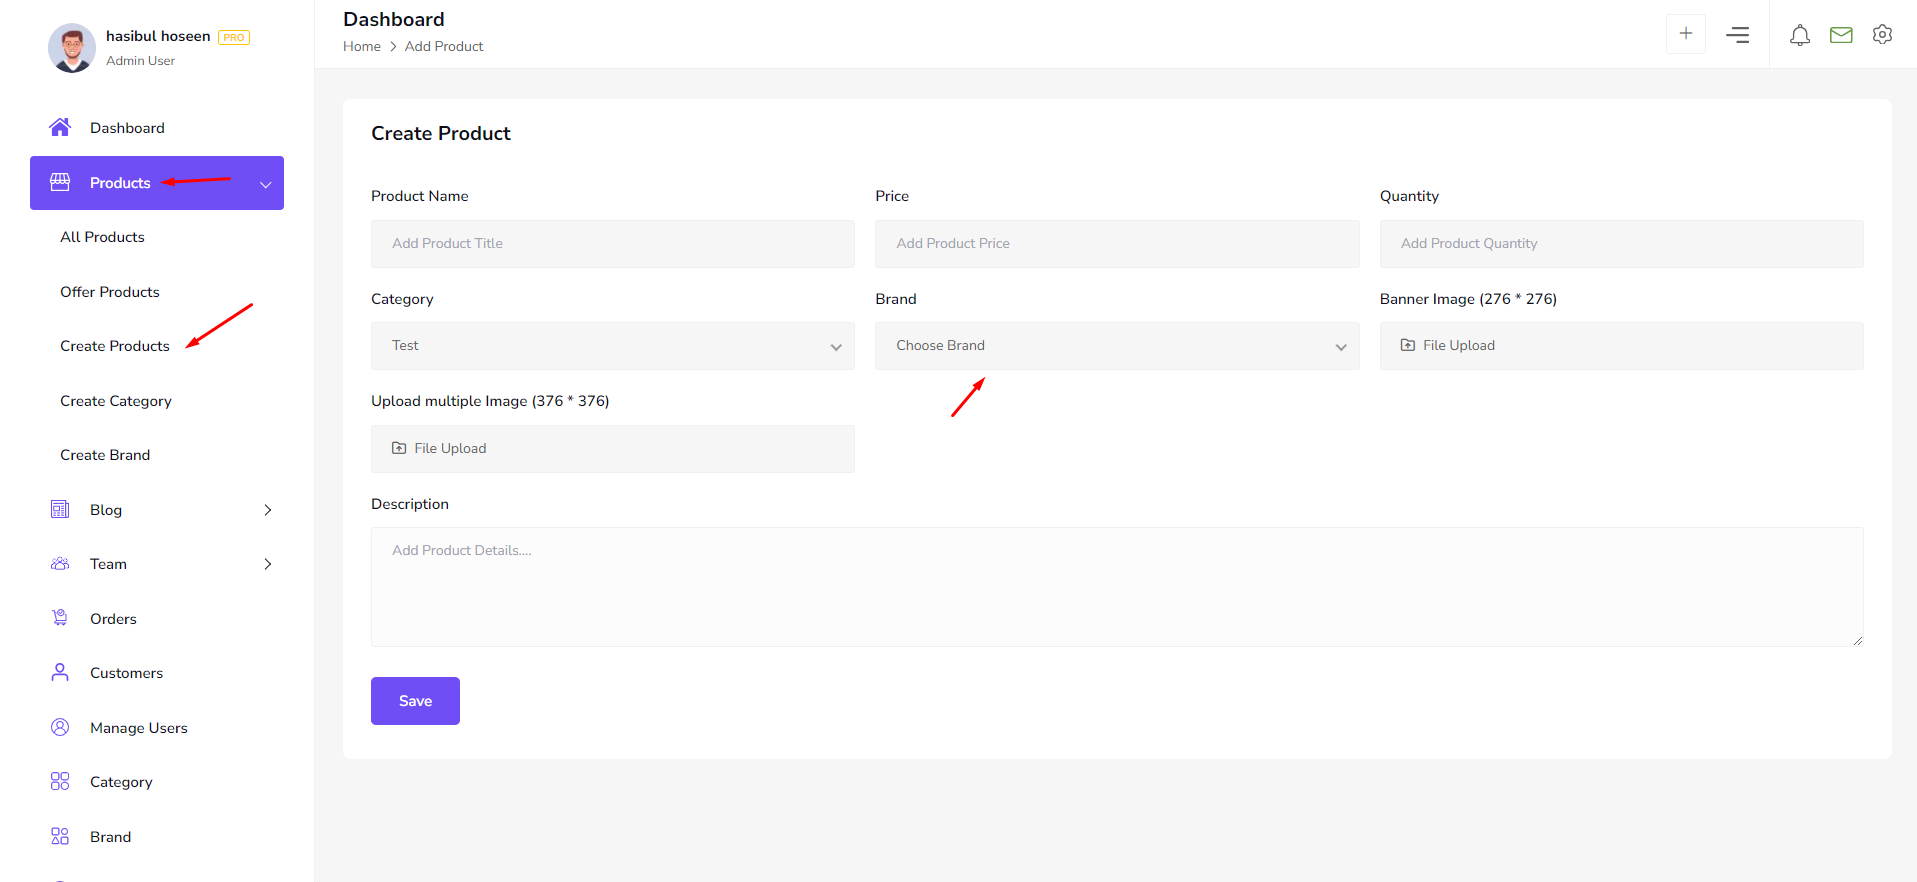 hasibul hoseen PRO
Admin User
Dashboard
Products
All Products
Offer Products
Create Products
Create Category
Create Brand
Blog
Team
Orders
Customers
Manage Users
Category
Brand
Dashboard
Home > Add Product
Create Product
Product Name
Price
Quantity
Add Product Title
Add Product Price
Add Product Quantity
Category
Brand
Banner Image (276 * 276)
Test
Choose Brand
File Upload
Upload multiple Image (376 * 376)
File Upload
Description
Add Product Details....
Save